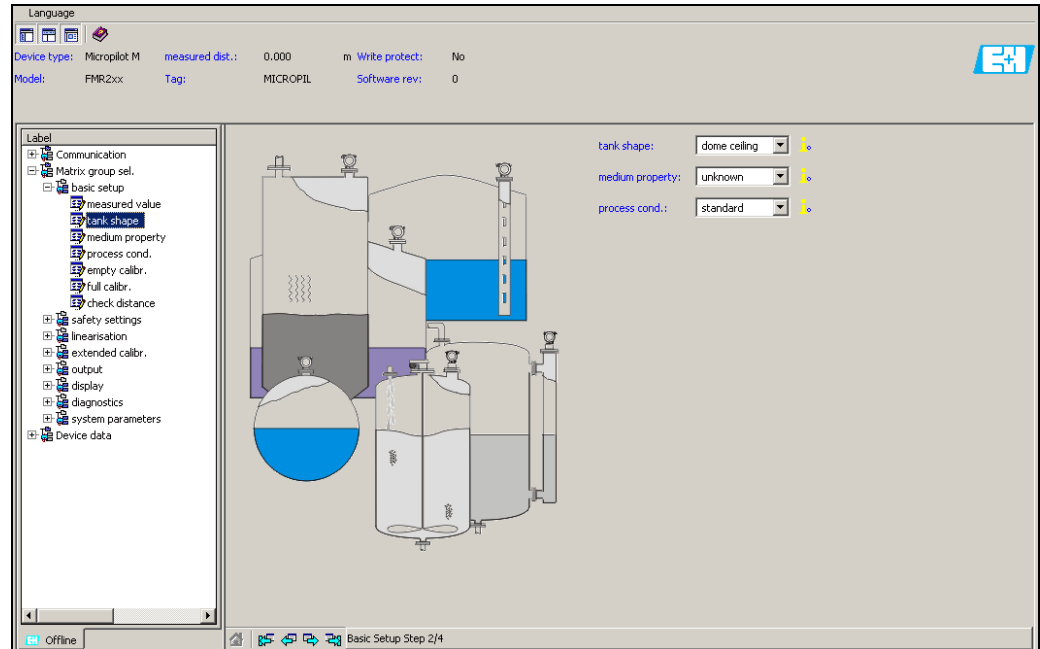 Language
Device type: Micropilot M measured dist.: 0.000 m Write protect: No
Model: FMR2xx Tag: MICROPIL Software rev: 0
E+H
Label
Communication
Matrix group sel.
basic setup
measured value
tank shape
medium property
process cond.
empty calibr.
full calibr.
check distance
safety settings
linearisation
extended calibr.
output
display
diagnostics
system parameters
Device data
tank shape: dome ceiling
medium property: unknown
process cond.: standard
Offline
Basic Setup Step 2/4